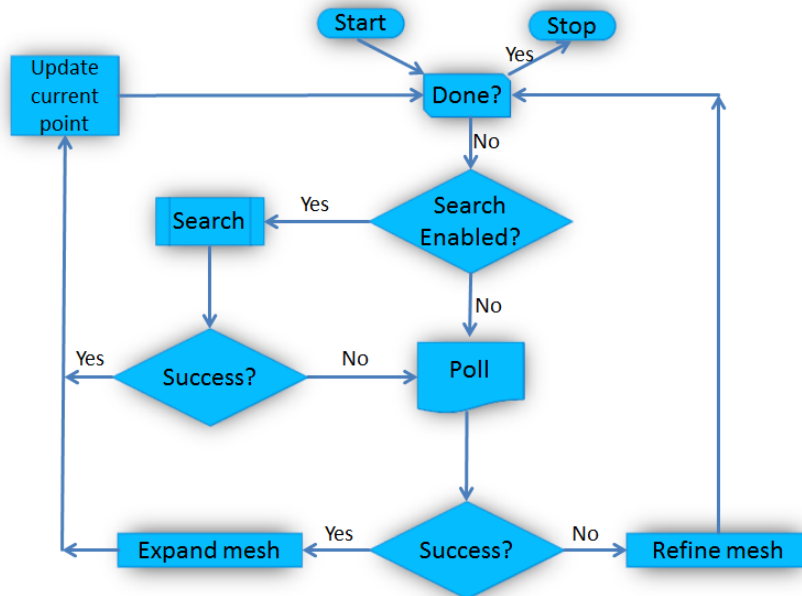 Start
Stop
Yes
Update
current
point
Done?
No
Search
Yes
Search
Enabled?
No
Yes
Success?
No
Poll
Expand mesh
Yes
Success?
No
Refine mesh